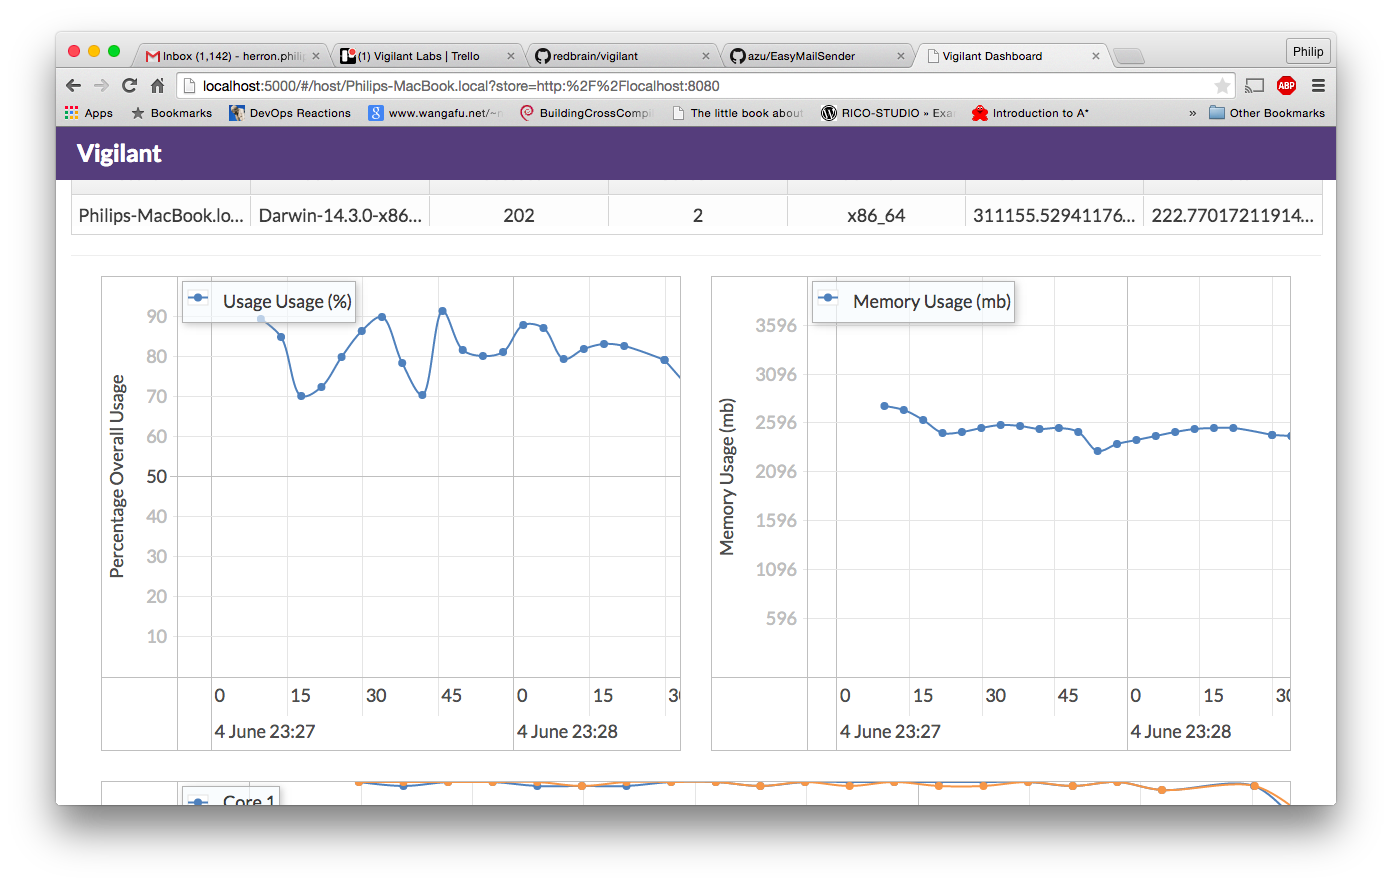 Inbox (1,142) - herron.phili
(1) Vigilant Labs | Trello
redbrain/vigilant
azu/EasyMailSender
Vigilant Dashboard
Philip
localhost:5000/#/host/Philips-MacBook.local?store=http:%2F%2Flocalhost:8080
ABP
Apps
Bookmarks
DevOps Reactions
www.wangafu.net/~n
BuildingCrossCompi
The little book about
RICO-STUDIO » Exa
Introduction to A*
»
Other Bookmarks
Vigilant
Philips-MacBook.lo... Darwin-14.3.0-x86... 202 2 x86_64 311155.52941176... 222.77017211914...
Usage Usage (%)
90
80
70
60
50
40
30
20
10
Percentage Overall Usage
0 15 30 45 0 15 30
4 June 23:27 4 June 23:28
Memory Usage (mb)
3596
3096
2596
2096
1596
1096
596
Memory Usage (mb)
0 15 30 45 0 15 30
4 June 23:27 4 June 23:28
Core 1